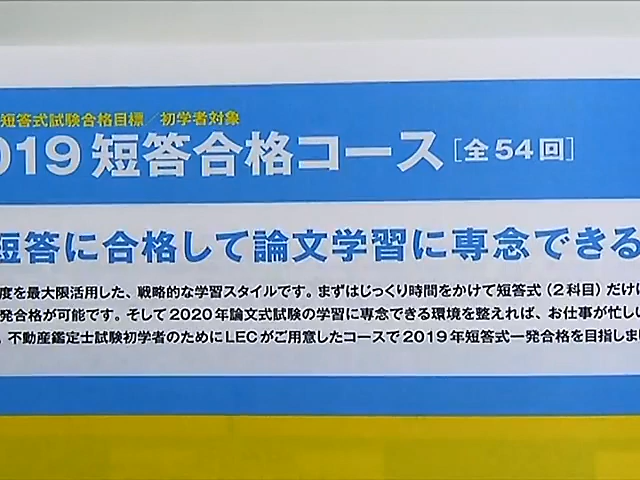 短答式試験合格目標／初学者対象
019 短答合格コース［全54回］
短答に合格して論文学習に専念できる
度を最大限活用した、戦略的な学習スタイルです。まずはじっくり時間をかけて短答式（2科目）だけに
発合格が可能です。そして2020年論文式試験の学習に専念できる環境を整えれば、お仕事が忙しい
。不動産鑑定士試験初学者のためにLECがご用意したコースで2019年短答式一発合格を目指しま